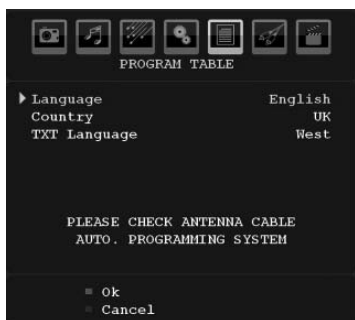 PROGRAM TABLE
Language English
Country UK
TXT Language West
PLEASE CHECK ANTENNA CABLE
AUTO. PROGRAMMING SYSTEM
Ok
Cancel